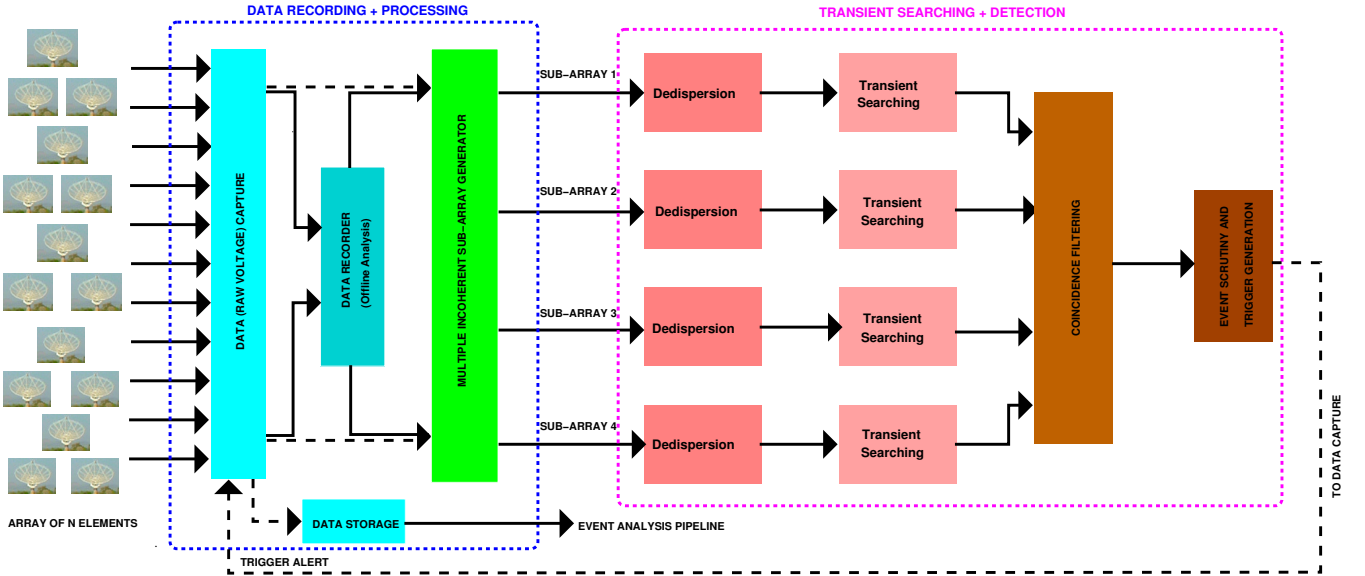 DATA RECORDING + PROCESSING
TRANSIENT SEARCHING + DETECTION
ARRAY OF N ELEMENTS
DATA (RAW VOLTAGE) CAPTURE
DATA RECORDER
(Offline Analysis)
MULTIPLE INCOHERENT SUB-ARRAY GENERATOR
SUB-ARRAY 1
Dedispersion
Transient
Searching
SUB-ARRAY 2
Dedispersion
Transient
Searching
SUB-ARRAY 3
Dedispersion
Transient
Searching
SUB-ARRAY 4
Dedispersion
Transient
Searching
COINCIDENCE FILTERING
EVENT SCRUTINY AND
TRIGGER GENERATION
TO DATA CAPTURE
DATA STORAGE
EVENT ANALYSIS PIPELINE
TRIGGER ALERT